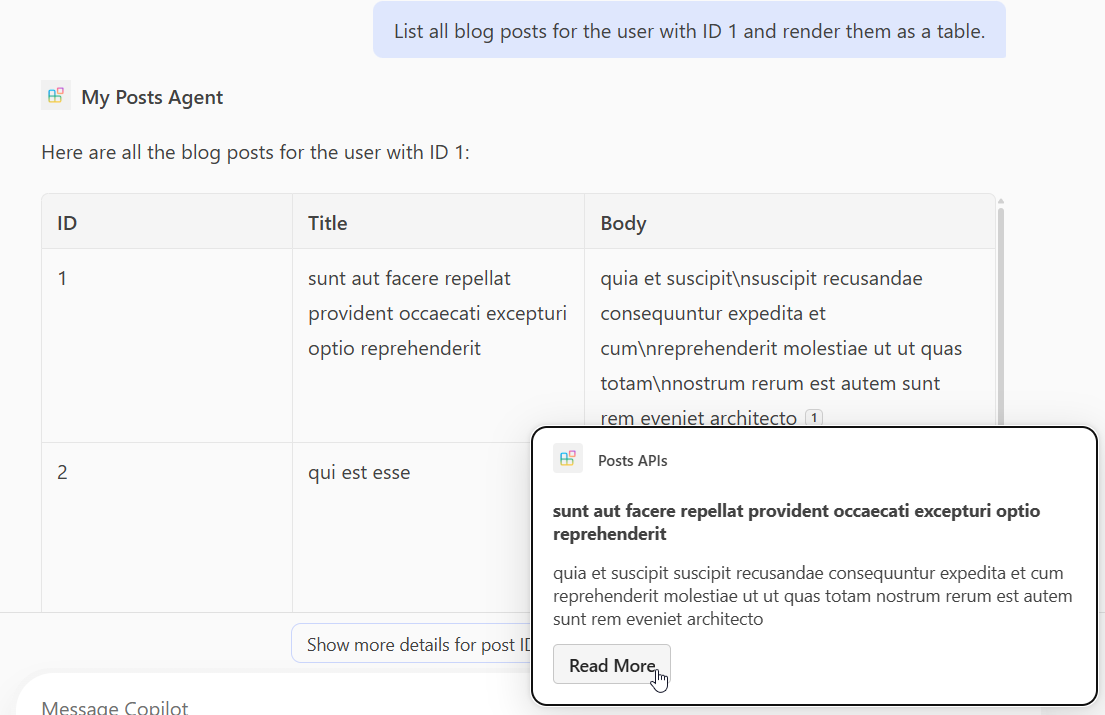 List all blog posts for the user with ID 1 and render them as a table.
My Posts Agent
Here are all the blog posts for the user with ID 1:
ID Title Body
1
sunt aut facere repellat
provident occaecati excepturi
optio reprehenderit
quia et suscipit\nsuscipit recusandae
consequuntur expedita et
cum\nreprehenderit molestiae ut ut quas
totam\nnostrum rerum est autem sunt
rem eveniet architecto 1
2
qui est esse
Posts APIs
sunt aut facere repellat provident occaecati excepturi optio
reprehenderit
quia et suscipit suscipit recusandae consequuntur expedita et cum
reprehenderit molestiae ut ut quas totam nostrum rerum est autem
sunt rem eveniet architecto
Read More
Show more details for post ID
Message Copilot